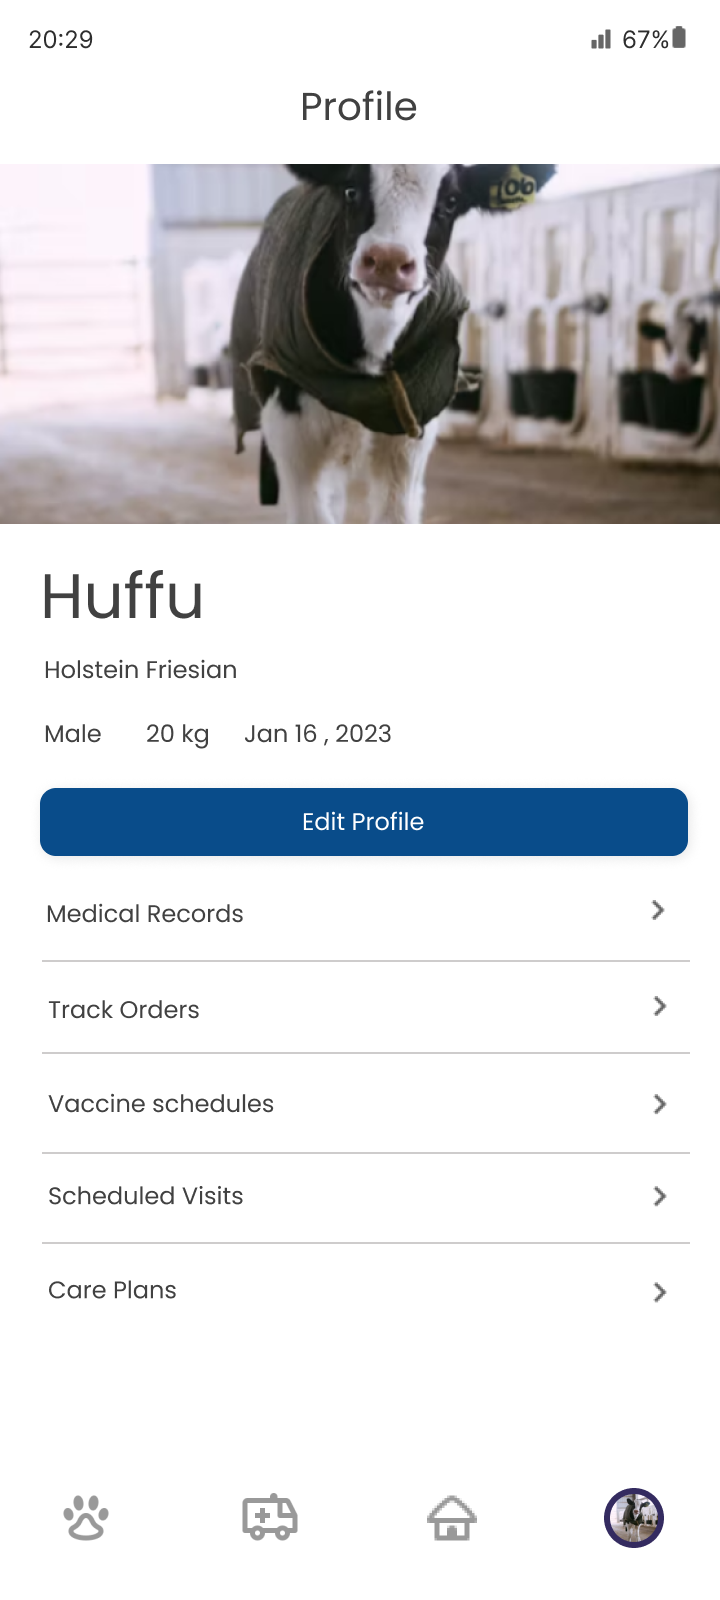 20:29 67%
Profile
Huffu
Holstein Friesian
Male 20 kg Jan 16 , 2023
Edit Profile
Medical Records
Track Orders
Vaccine schedules
Scheduled Visits
Care Plans